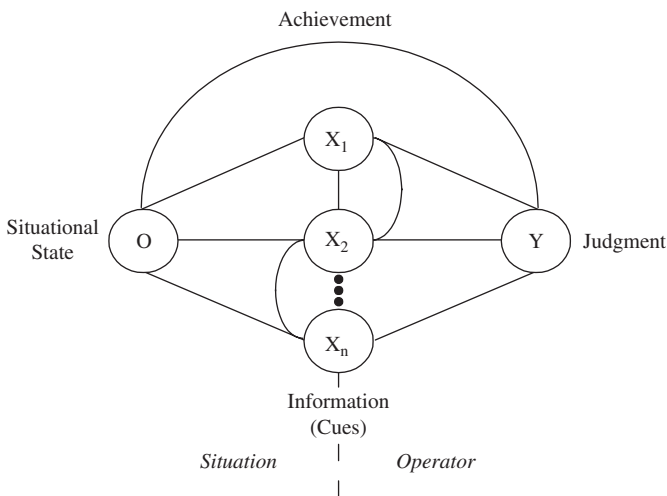 Achievement
X1
Situational
State
O
X2
Y
Judgment
Xn
Information
(Cues)
Situation
Operator